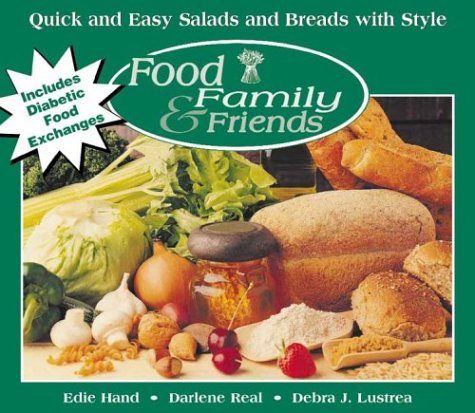 Quick and Easy Salads and Breads with Style
Includes
Diabetic
Food
Exchanges
Food
Family
& Friends
Edie Hand • Darlene Real • Debra J. Lustrea